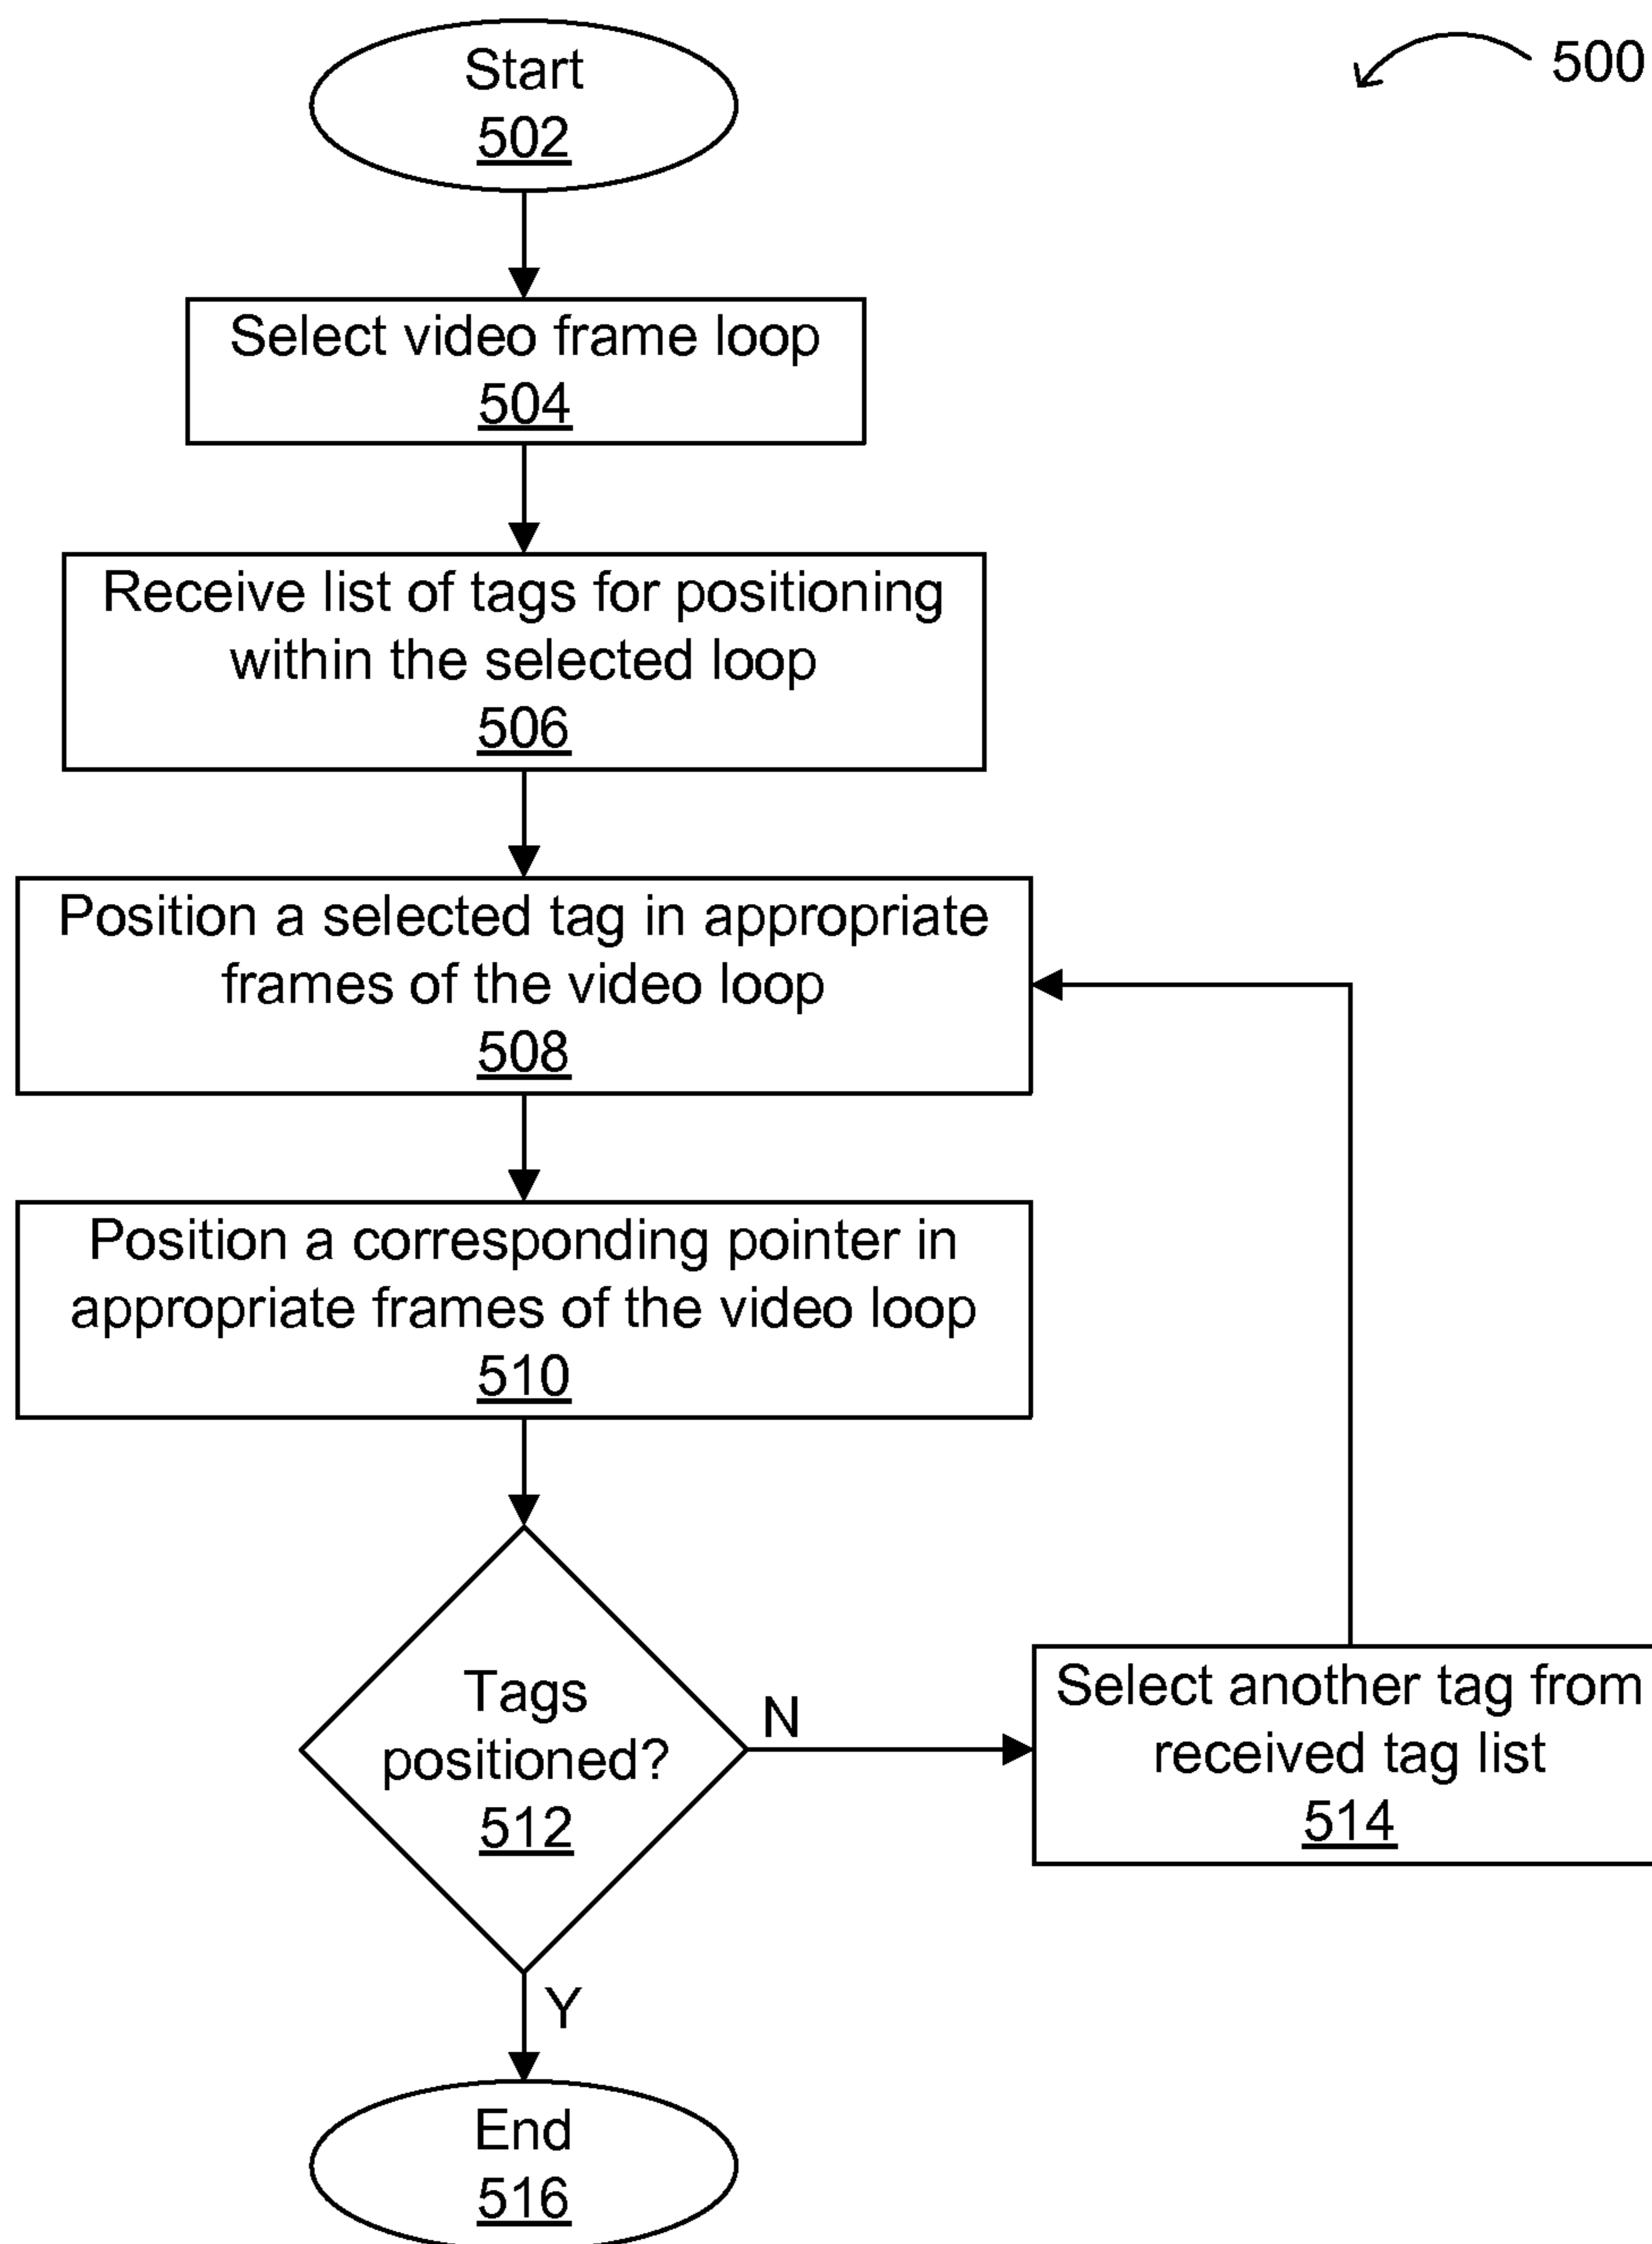 500
Start
502
Select video frame loop
504
Receive list of tags for positioning
within the selected loop
506
Position a selected tag in appropriate
frames of the video loop
508
Position a corresponding pointer in
appropriate frames of the video loop
510
Tags
positioned?
512
N
Select another tag from
received tag list
514
Y
End
516